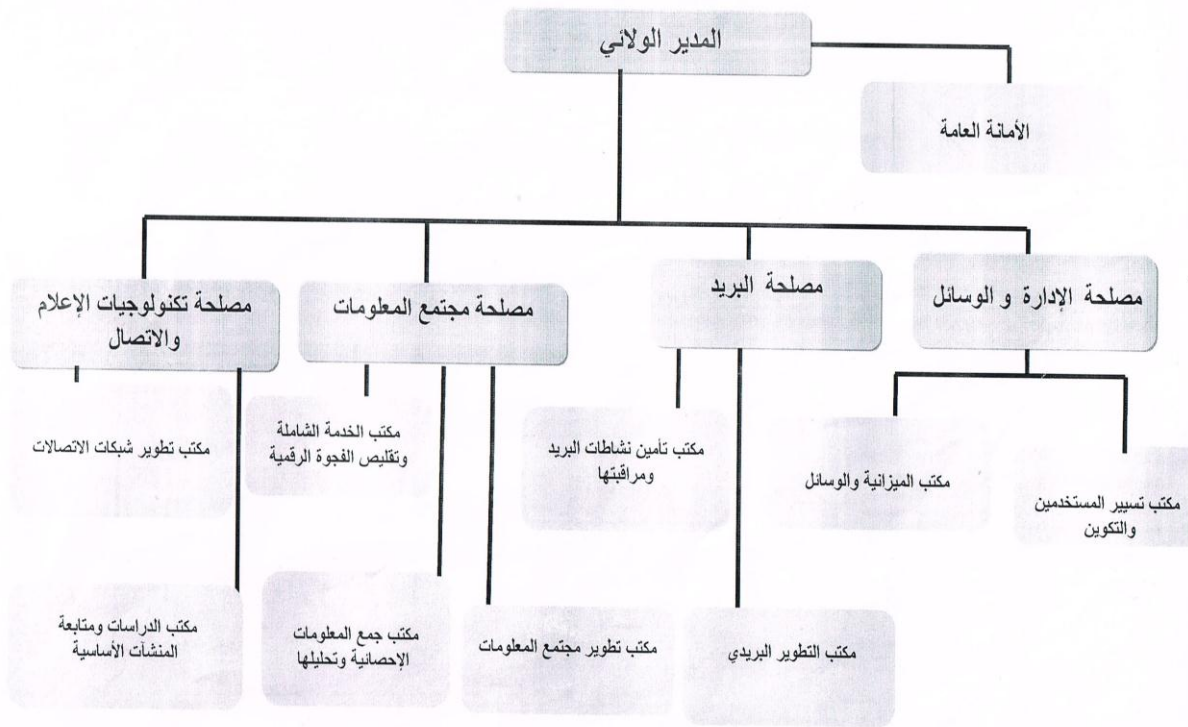 المدير الولائي
الأمانة العامة
مصلحة الإدارة و الوسائل
مصلحة البريد
مصلحة مجتمع المعلومات
مصلحة تكنولوجيات الإعلام
والاتصال
مكتب تسيير المستخدمين
والتكوين
مكتب الميزانية والوسائل
مكتب تأمين نشاطات البريد
ومراقبتها
مكتب الخدمة الشاملة
وتقليص الفجوة الرقمية
مكتب تطوير شبكات الاتصالات
مكتب التطوير البريدي
مكتب تطوير مجتمع المعلومات
مكتب جمع المعلومات
الإحصائية وتحليلها
مكتب الدراسات ومتابعة
المنشآت الأساسية